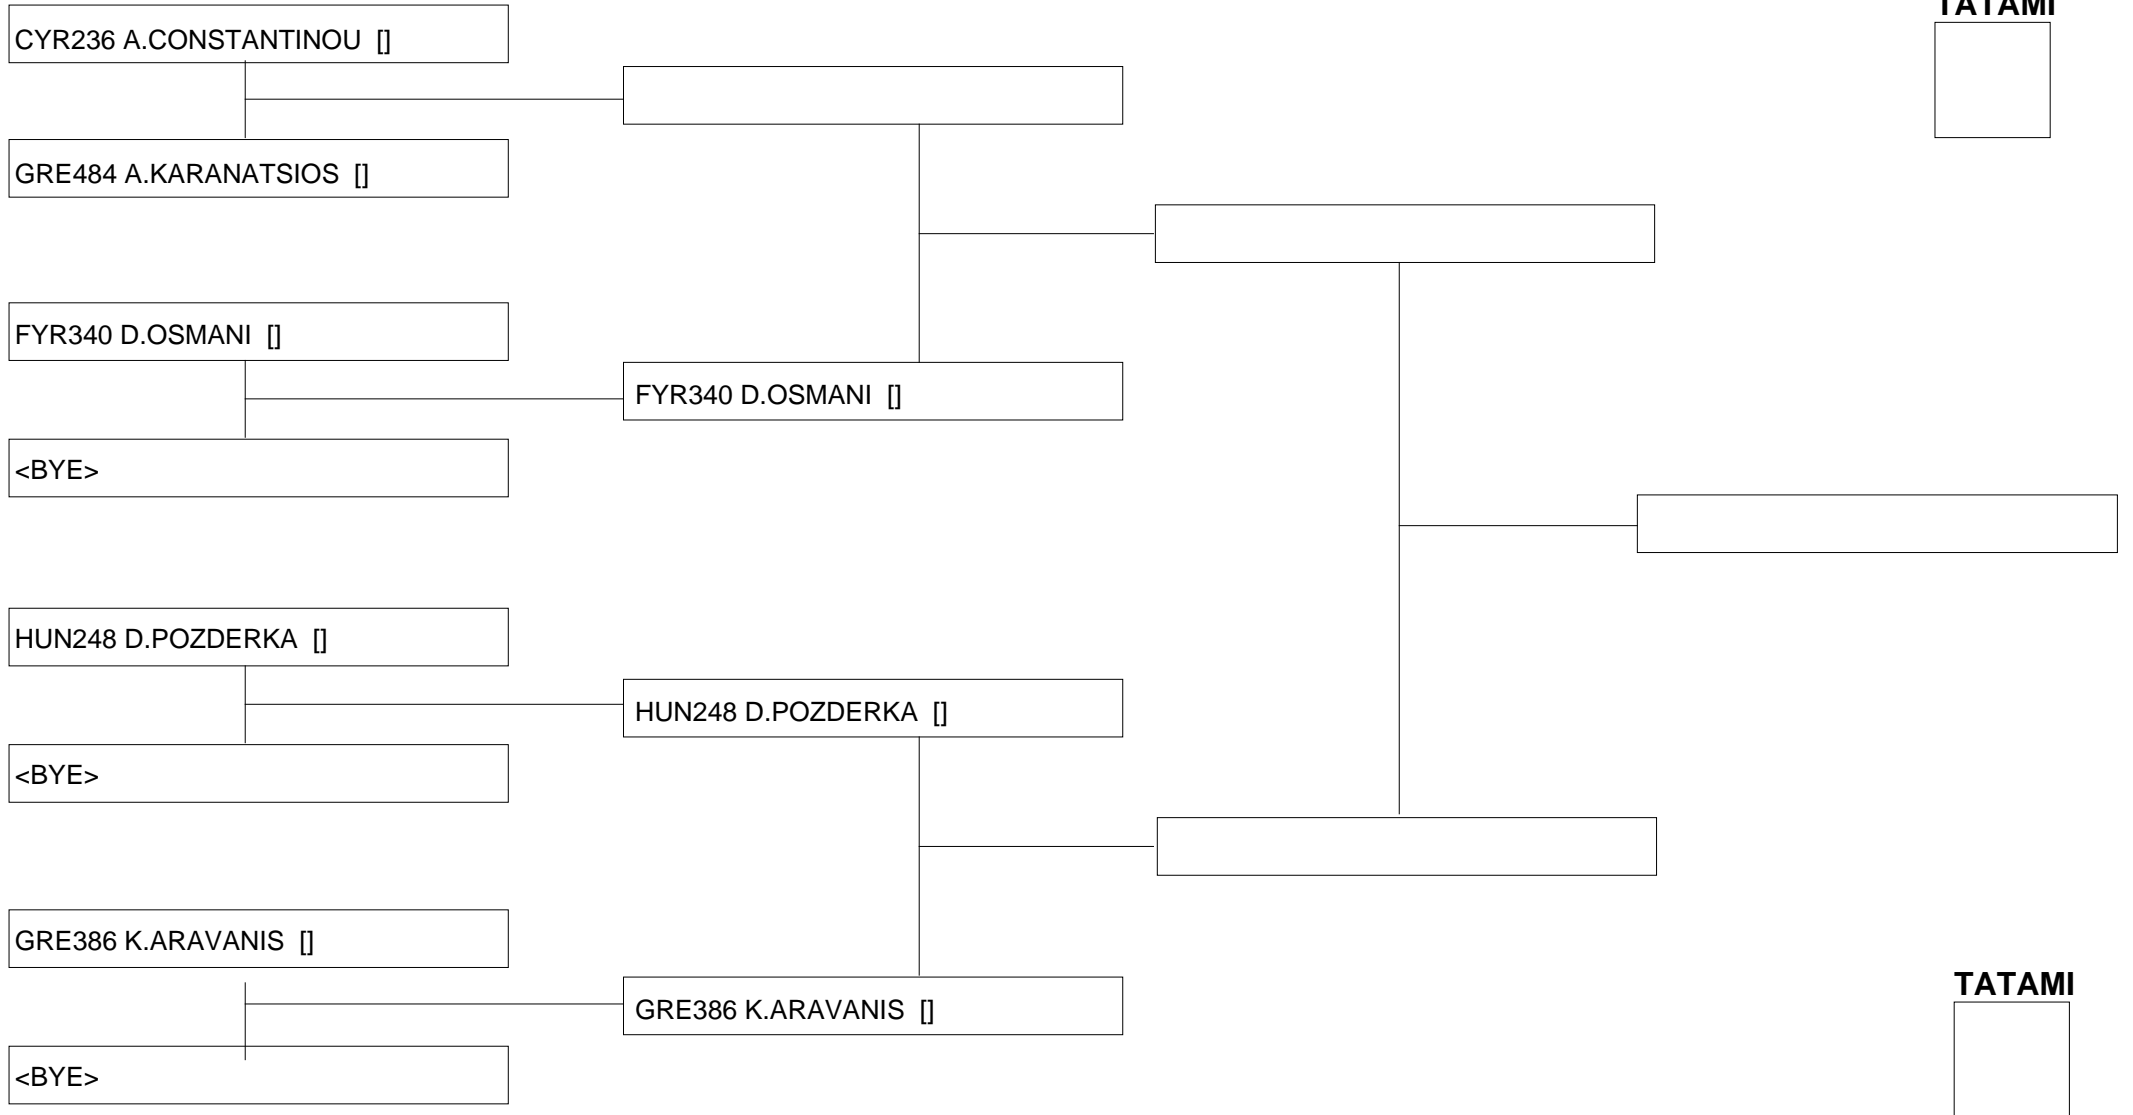 TATAMI
CYR236 A.CONSTANTINOU []
GRE484 A.KARANATSIOS []
FYR340 D.OSMANI []
FYR340 D.OSMANI []
<BYE>
HUN248 D.POZDERKA []
HUN248 D.POZDERKA []
<BYE>
GRE386 K.ARAVANIS []
TATAMI
GRE386 K.ARAVANIS []
<BYE>